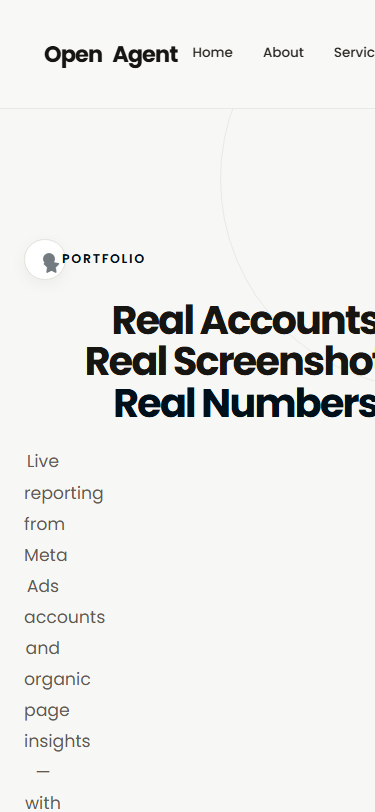 Open Agent Home About Servic
PORTFOLIO
Real Accounts
Real Screenshot
Real Numbers
Live
reporting
from
Meta
Ads
accounts
and
organic
page
insights
—
with